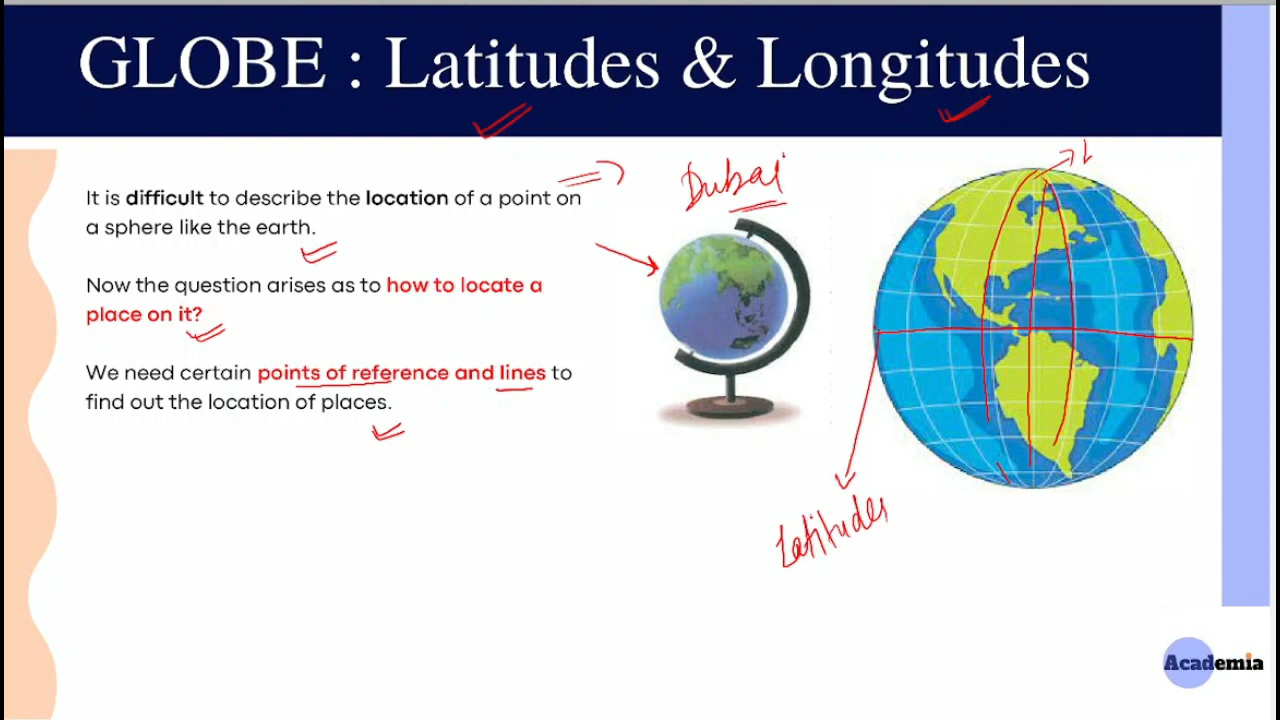 GLOBE : Latitudes & Longitudes
It is difficult to describe the location of a point on
a sphere like the earth.
Now the question arises as to how to locate a
place on it?
We need certain points of reference and lines to
find out the location of places.
Dubai
L
Latitudes
Academia